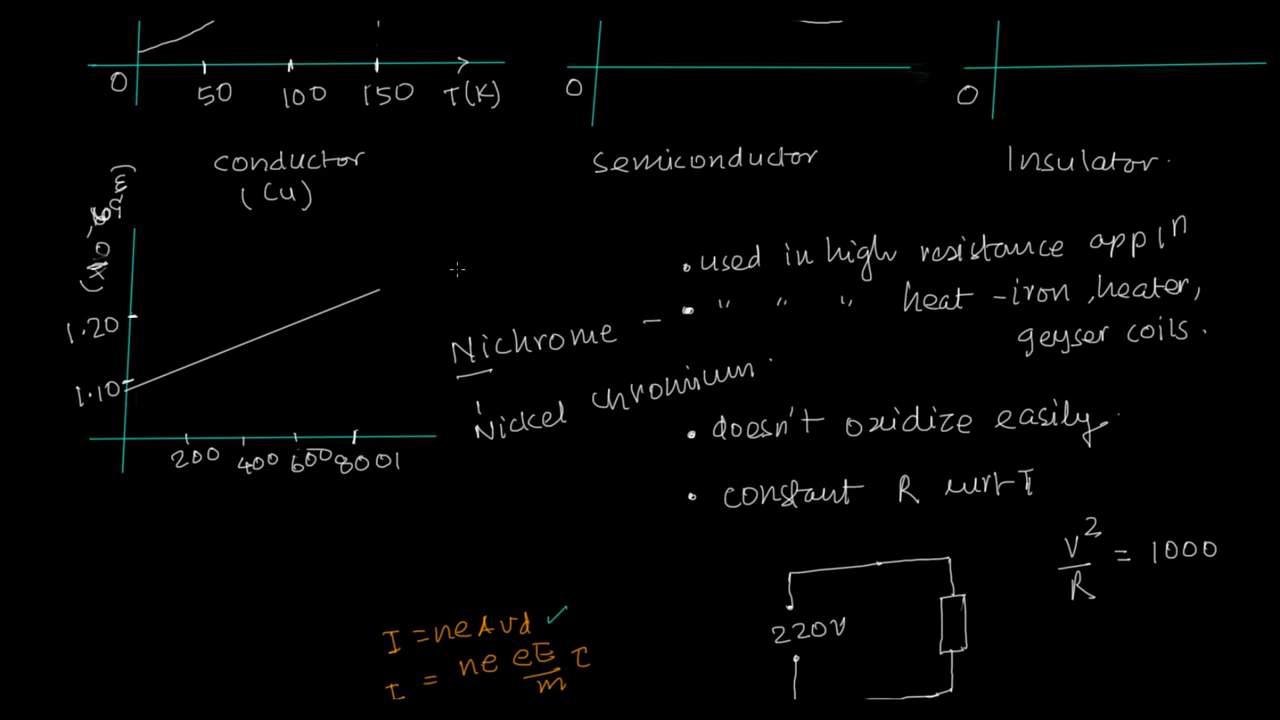 0 50 100 150 T(K)
0
0
conductor
(Cu)
semiconductor
Insulator.
1.20
1.10
200 400 600 800
Nichrome -
Nickel chromium.
• used in high resistance appln
• " " " heat - iron, heater,
geyser coils.
• doesn't oxidize easily.
• constant R wrt T
V²/R = 1000
220V
I = neAvd ✓
I = ne eE/m τ